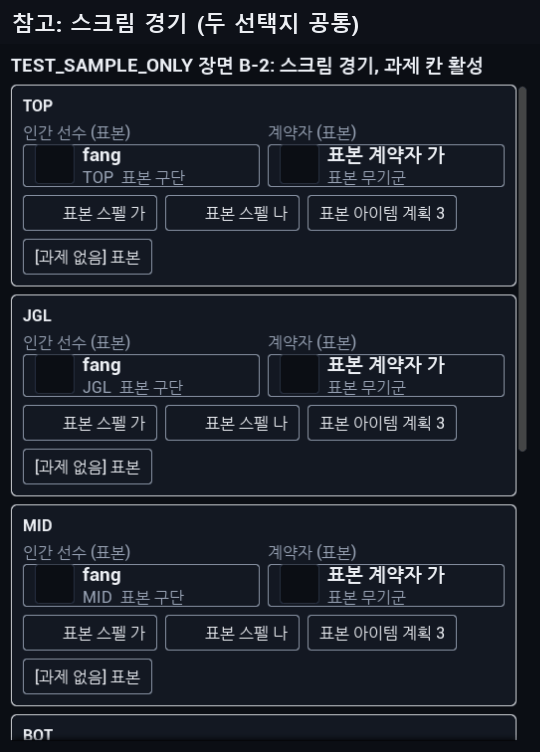 참고: 스크림 경기 (두 선택지 공통)
TEST_SAMPLE_ONLY 장면 B-2: 스크림 경기, 과제 칸 활성
TOP
인간 선수 (표본) 계약자 (표본)
fang 표본 계약자 가
TOP 표본 구단 표본 무기군
표본 스펠 가 표본 스펠 나 표본 아이템 계획 3
[과제 없음] 표본
JGL
인간 선수 (표본) 계약자 (표본)
fang 표본 계약자 가
JGL 표본 구단 표본 무기군
표본 스펠 가 표본 스펠 나 표본 아이템 계획 3
[과제 없음] 표본
MID
인간 선수 (표본) 계약자 (표본)
fang 표본 계약자 가
MID 표본 구단 표본 무기군
표본 스펠 가 표본 스펠 나 표본 아이템 계획 3
[과제 없음] 표본
BOT